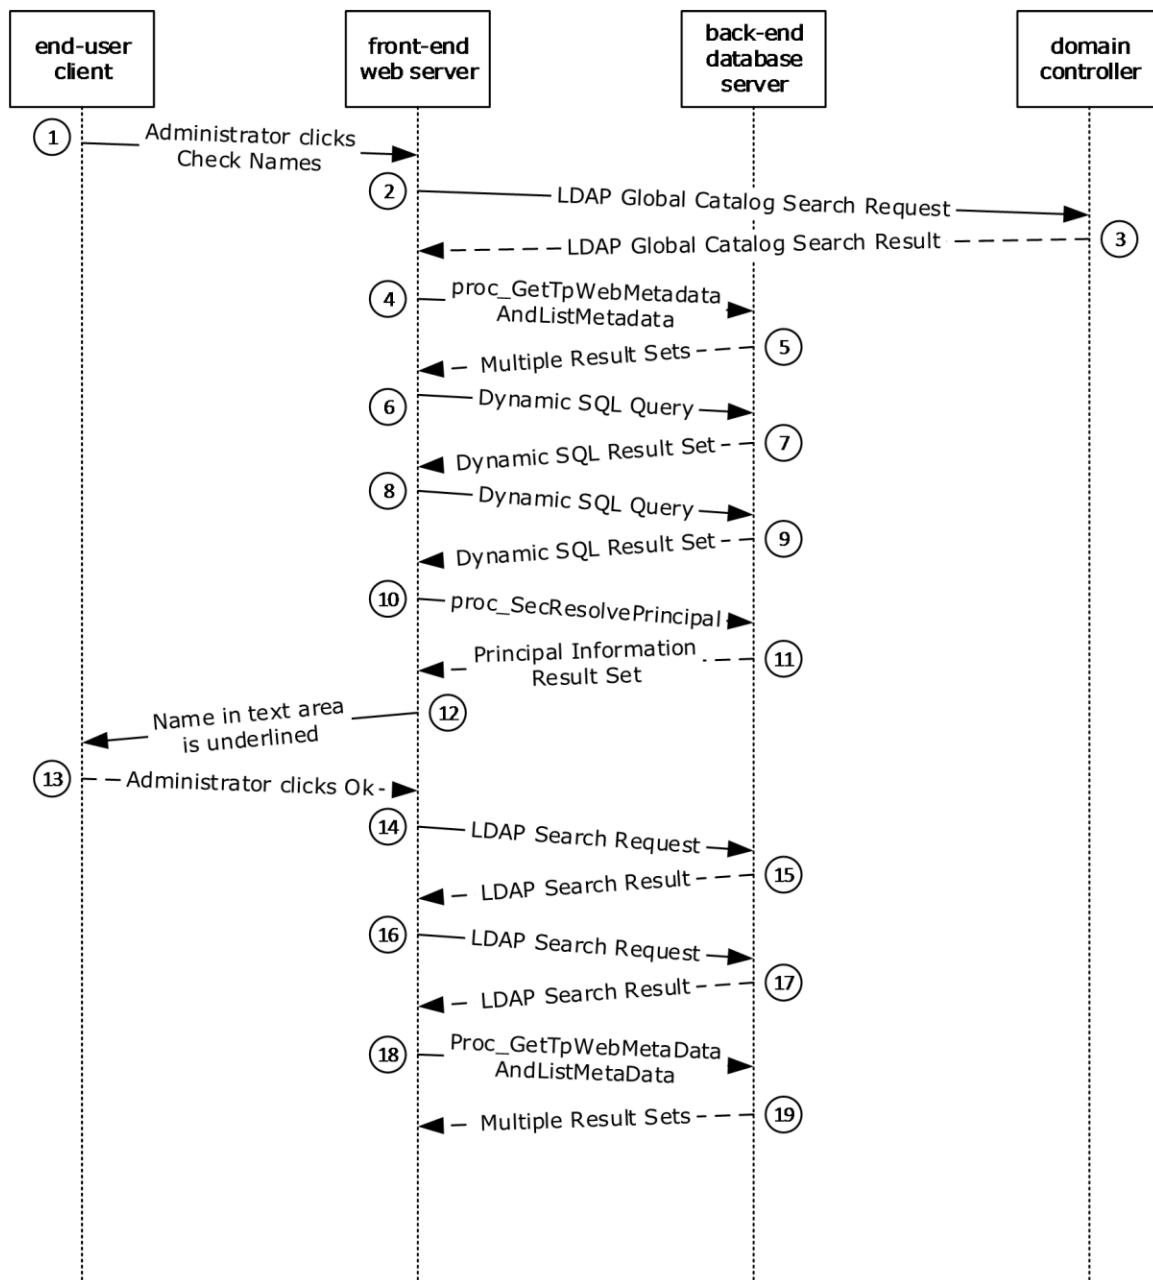 end-user
client
front-end
web server
back-end
database
server
domain
controller
1
Administrator clicks
Check Names
2
LDAP Global Catalog Search Request
LDAP Global Catalog Search Result
3
4
proc_GetTpWebMetadata
AndListMetadata
Multiple Result Sets
5
6
Dynamic SQL Query
7
Dynamic SQL Result Set
8
Dynamic SQL Query
9
Dynamic SQL Result Set
10
proc_SecResolvePrincipal
Principal Information
Result Set
11
Name in text area
is underlined
12
13
Administrator clicks Ok
14
LDAP Search Request
15
LDAP Search Result
16
LDAP Search Request
17
LDAP Search Result
18
Proc_GetTpWebMetaData
AndListMetaData
Multiple Result Sets
19